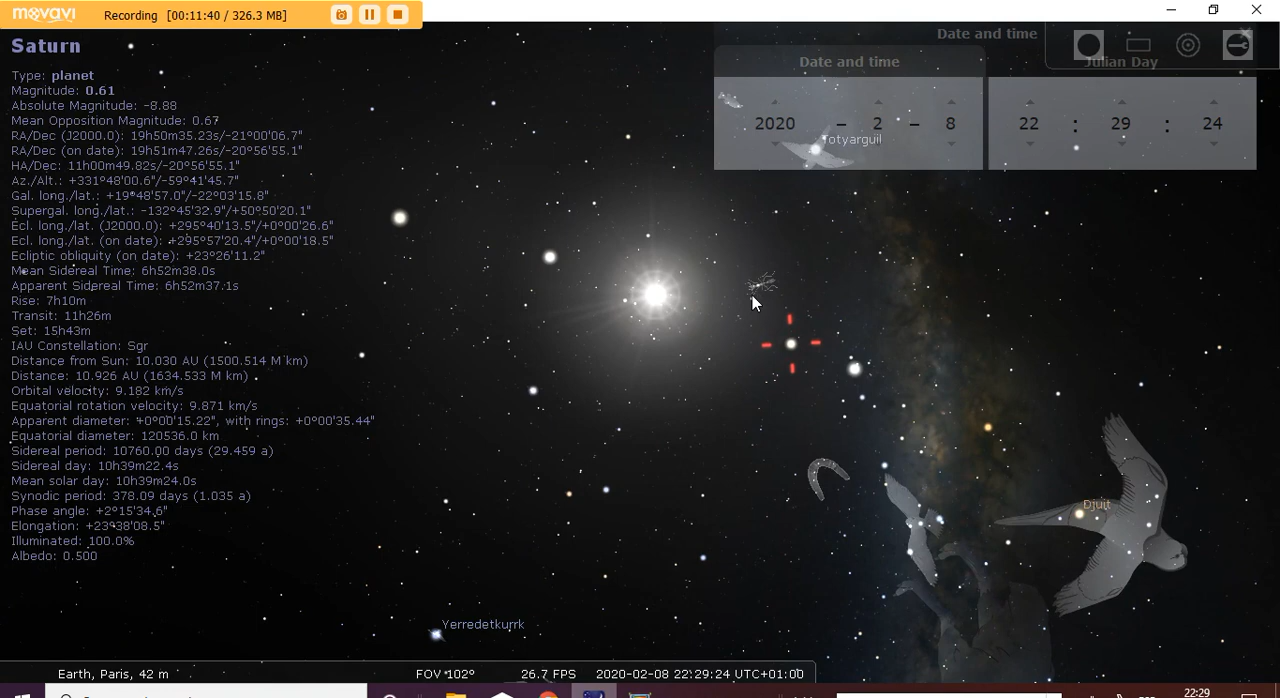 movavi
Recording [00:11:40 / 326.3 MB]
Saturn
Type: planet
Magnitude: 0.61
Absolute Magnitude: -8.88
Mean Opposition Magnitude: 0.67
RA/Dec (J2000.0): 19h50m35.23s/-21°00'06.7"
RA/Dec (on date): 19h51m47.26s/-20°56'55.1"
HA/Dec: 11h00m49.82s/-20°56'55.1"
Az./Alt.: +331°48'00.6"/-59°41'45.7"
Gal. long./lat.: +19°48'57.0"/-22°03'15.8"
Supergal. long./lat.: -132°45'32.9"/+50°50'20.1"
Ecl. long./lat. (J2000.0): +295°40'13.5"/+0°00'26.6"
Ecl. long./lat. (on date): +295°57'20.4"/+0°00'18.5"
Ecliptic obliquity (on date): +23°26'11.2"
Mean Sidereal Time: 6h52m38.0s
Apparent Sidereal Time: 6h52m37.1s
Rise: 7h10m
Transit: 11h26m
Set: 15h43m
IAU Constellation: Sgr
Distance from Sun: 10.030 AU (1500.514 M km)
Distance: 10.926 AU (1634.533 M km)
Orbital velocity: 9.182 km/s
Equatorial rotation velocity: 9.871 km/s
Apparent diameter: +0°00'15.22", with rings: +0°00'35.44"
Equatorial diameter: 120536.0 km
Sidereal period: 10760.00 days (29.459 a)
Sidereal day: 10h39m22.4s
Mean solar day: 10h39m24.0s
Synodic period: 378.09 days (1.035 a)
Phase angle: +2°15'34.6"
Elongation: +23°38'08.5"
Illuminated: 100.0%
Albedo: 0.500
Date and time
Date and time
Julian Day
2020 - 2 - 8
22 : 29 : 24
Totyarguil
Djuit
Yerredetkurrk
Earth, Paris, 42 m
FOV 102°
26.7 FPS
2020-02-08 22:29:24 UTC+01:00
22:29